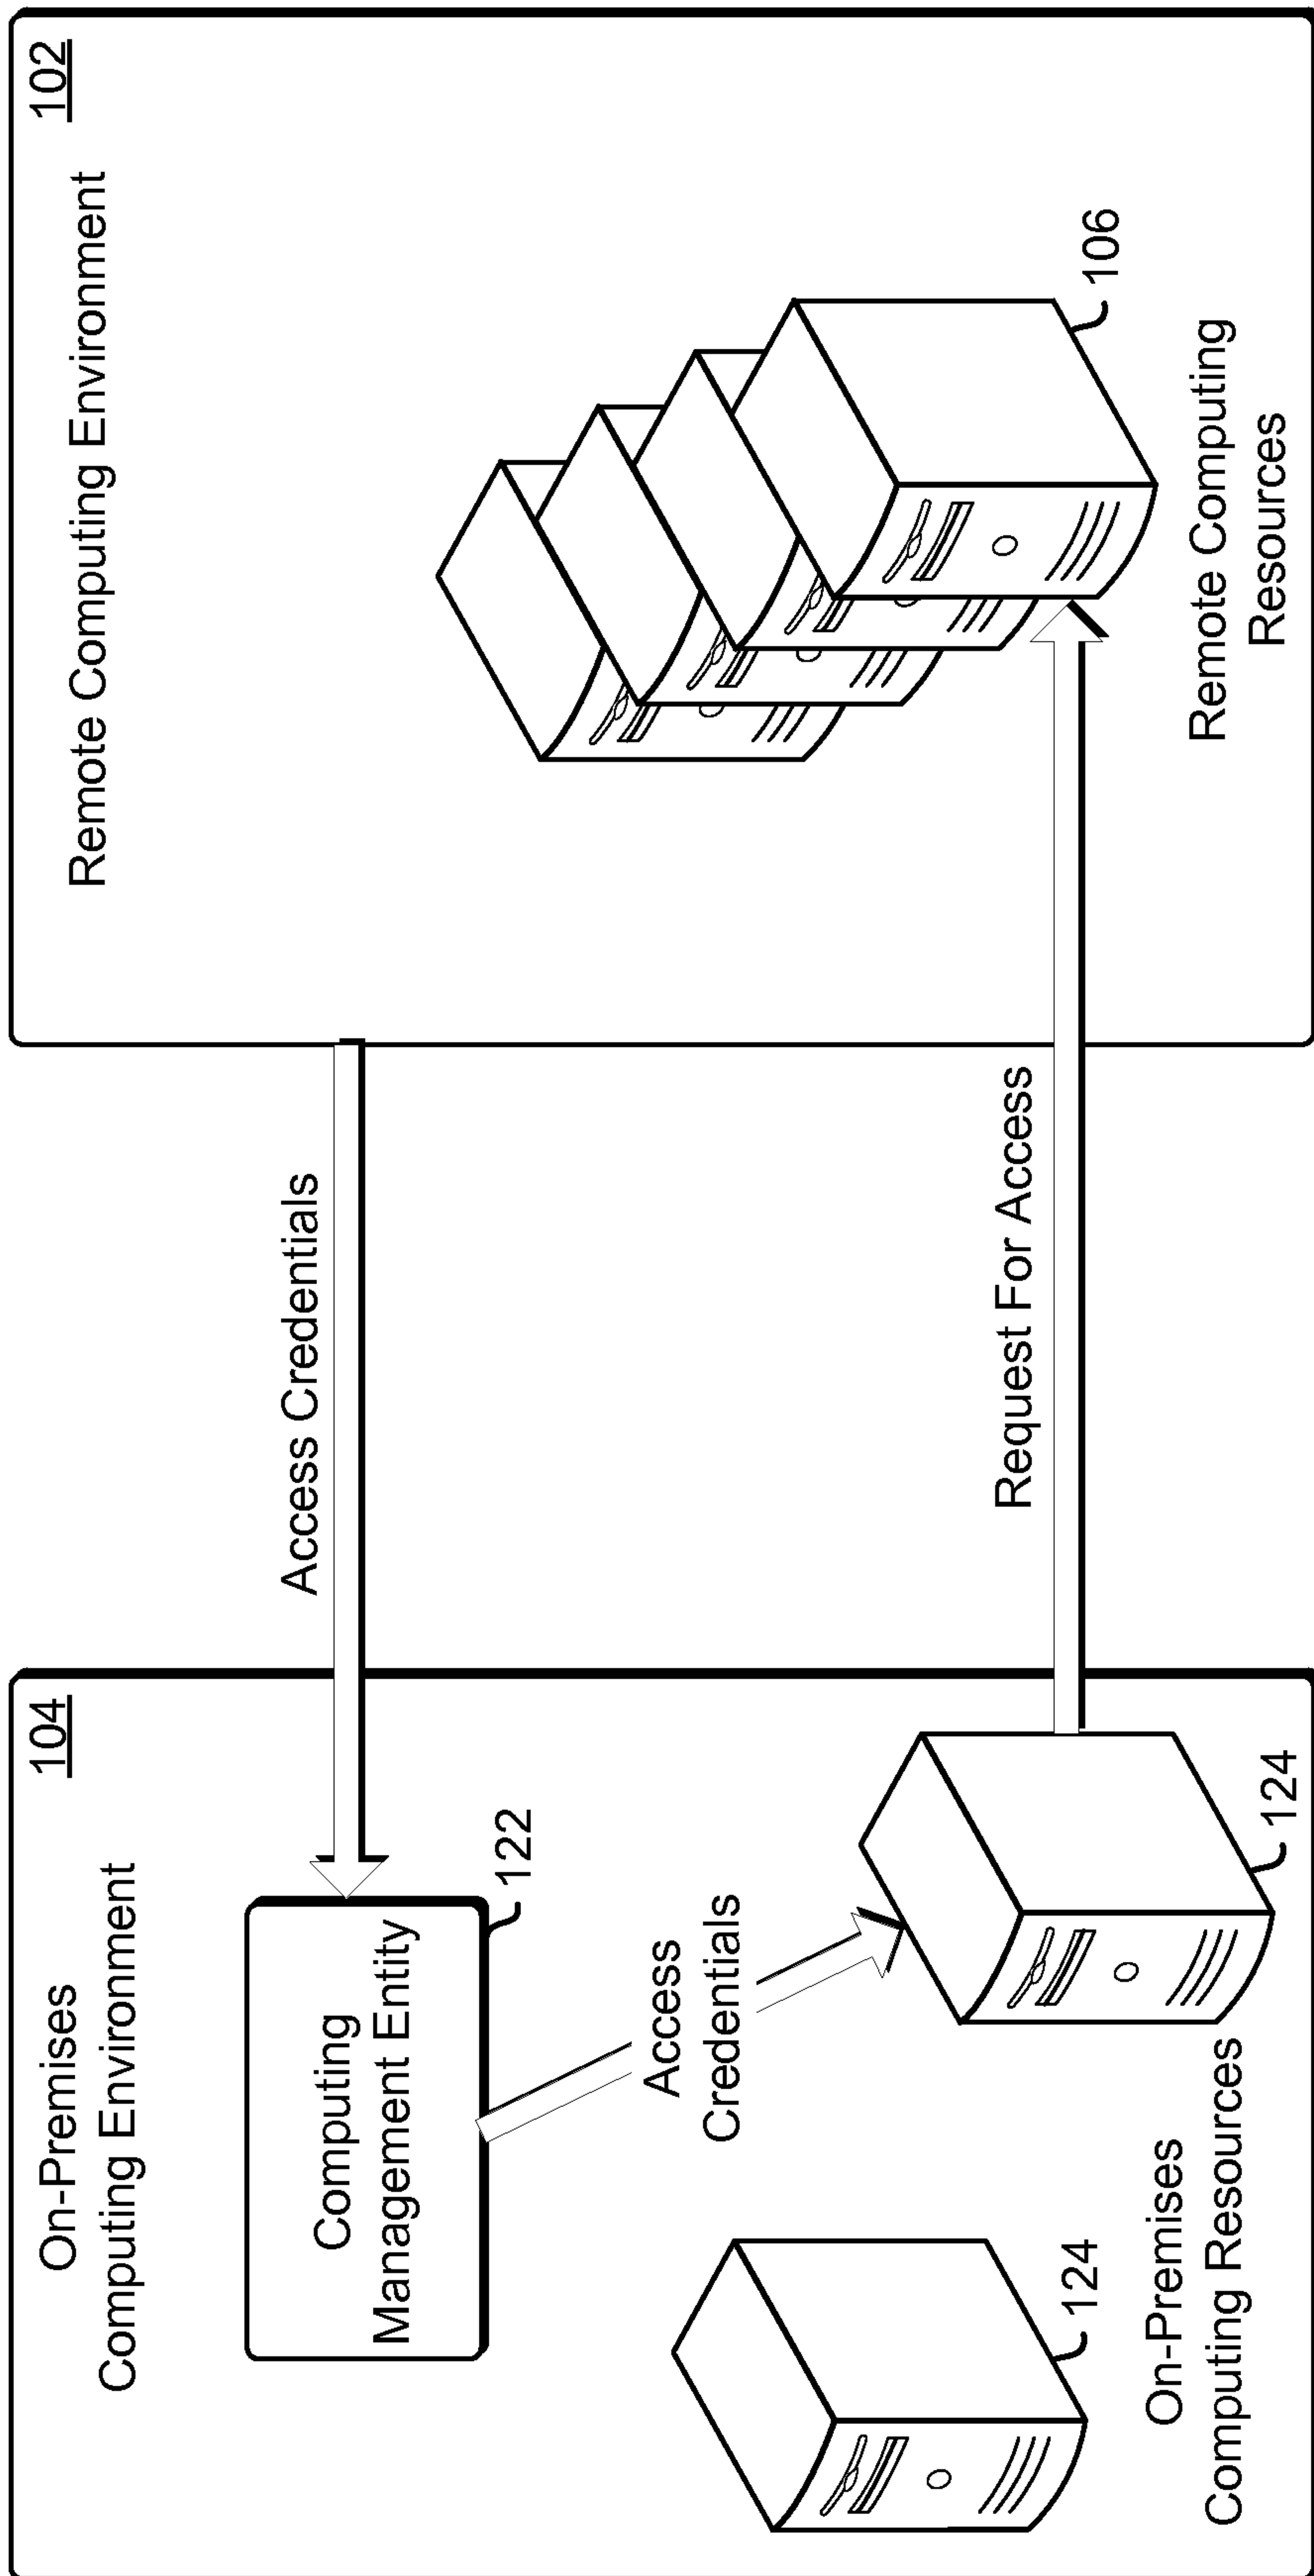 104
On-Premises
Computing Environment
Computing
Management Entity
122
Access
Credentials
124
124
On-Premises
Computing Resources
Access Credentials
Request For Access
102
Remote Computing Environment
106
Remote Computing
Resources